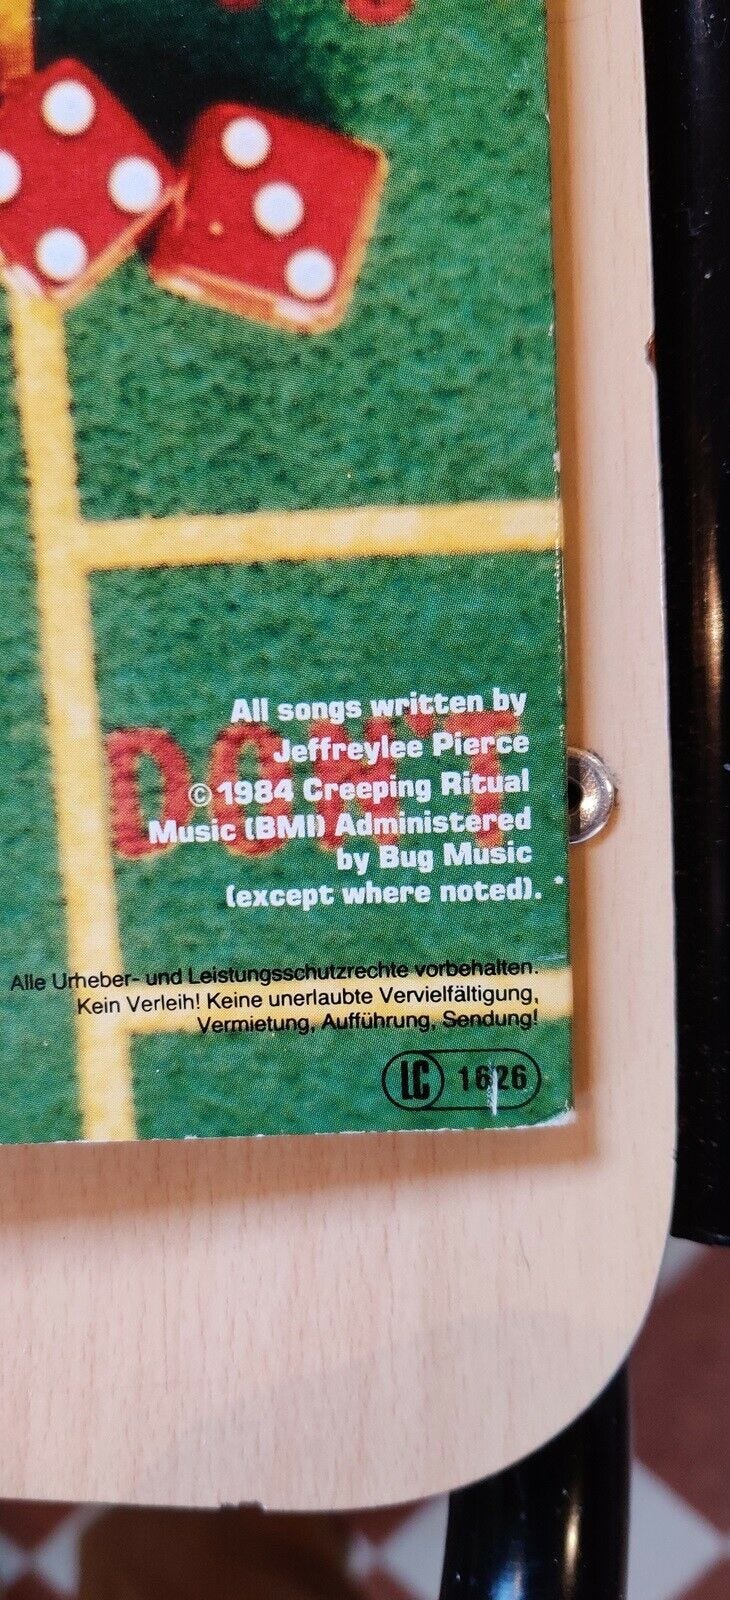 DON'T
All songs written by
Jeffreylee Pierce
© 1984 Creeping Ritual
Music (BMI) Administered
by Bug Music
(except where noted).
Alle Urheber- und Leistungsschutzrechte vorbehalten.
Kein Verleih! Keine unerlaubte Vervielfältigung,
Vermietung, Aufführung, Sendung!
LC 1626